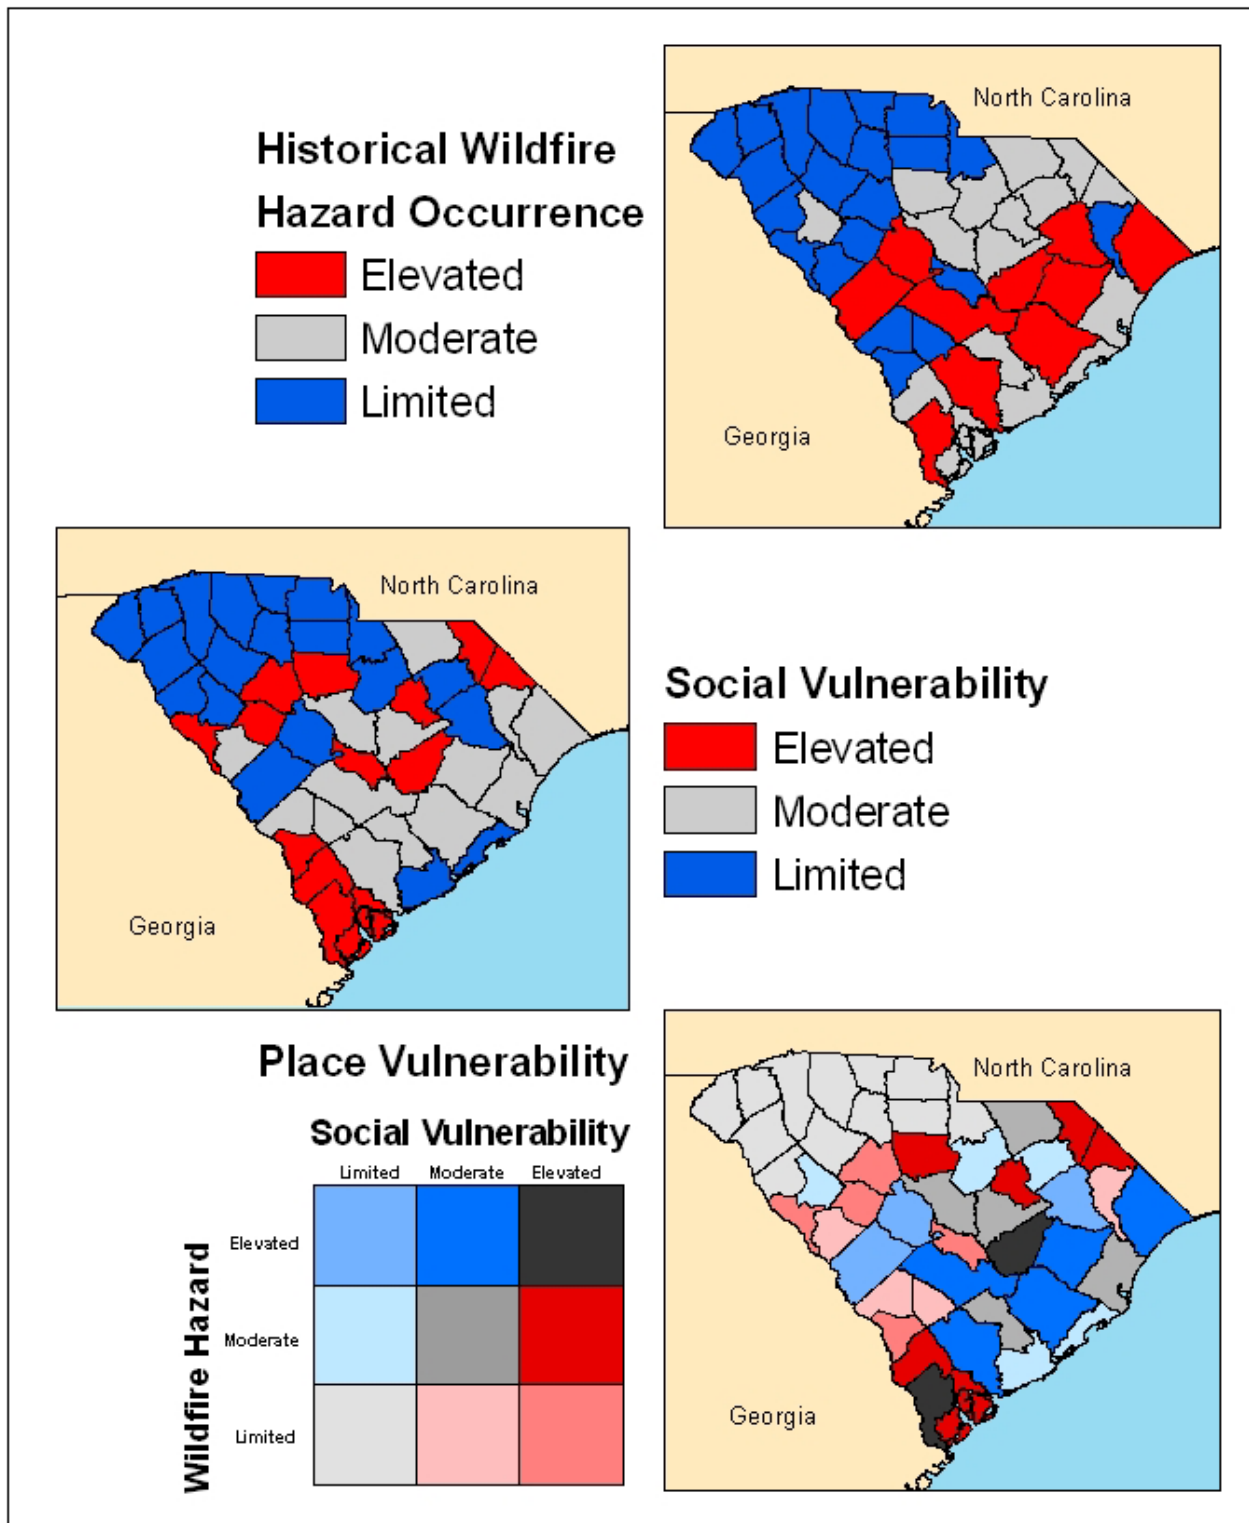 North Carolina
Historical Wildfire
Hazard Occurrence
Elevated
Moderate
Limited
Georgia
North Carolina
Georgia
Social Vulnerability
Elevated
Moderate
Limited
Place Vulnerability
Social Vulnerability
Limited Moderate Elevated
Wildfire Hazard
Elevated
Moderate
Limited
North Carolina
Georgia